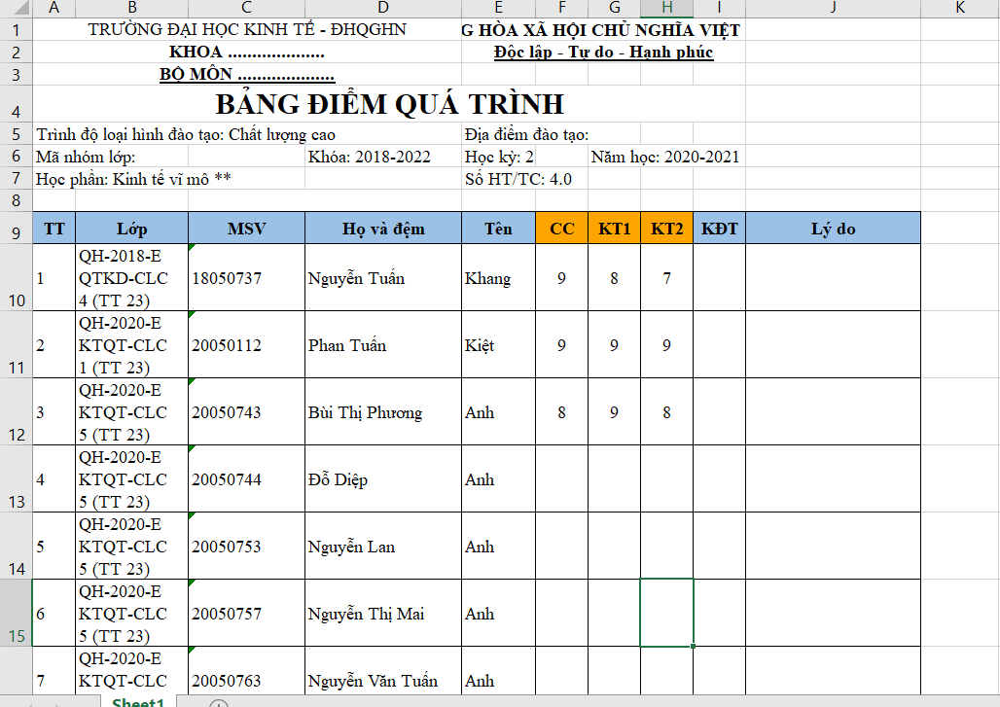 A B C D E F G H I J K
1 TRƯỜNG ĐẠI HỌC KINH TẾ - ĐHQGHN G HÒA XÃ HỘI CHỦ NGHĨA VIỆT
2 KHOA ................... Độc lập - Tự do - Hạnh phúc
3 BỘ MÔN ...................
4 BẢNG ĐIỂM QUÁ TRÌNH
5 Trình độ loại hình đào tạo: Chất lượng cao Địa điểm đào tạo:
6 Mã nhóm lớp: Khóa: 2018-2022 Học kỳ: 2 Năm học: 2020-2021
7 Học phần: Kinh tế vĩ mô ** Số HT/TC: 4.0
8
9 TT Lớp MSV Họ và đệm Tên CC KT1 KT2 KĐT Lý do
QH-2018-E
1 QTKD-CLC 18050737 Nguyễn Tuấn Khang 9 8 7
10 4 (TT 23)
QH-2020-E
2 KTQT-CLC 20050112 Phan Tuấn Kiệt 9 9 9
11 1 (TT 23)
QH-2020-E
3 KTQT-CLC 20050743 Bùi Thị Phương Anh 8 9 8
12 5 (TT 23)
QH-2020-E
4 KTQT-CLC 20050744 Đỗ Diệp Anh
13 5 (TT 23)
QH-2020-E
5 KTQT-CLC 20050753 Nguyễn Lan Anh
14 5 (TT 23)
QH-2020-E
6 KTQT-CLC 20050757 Nguyễn Thị Mai Anh
15 5 (TT 23)
QH-2020-E
7 KTQT-CLC 20050763 Nguyễn Văn Tuấn Anh
Sheet1